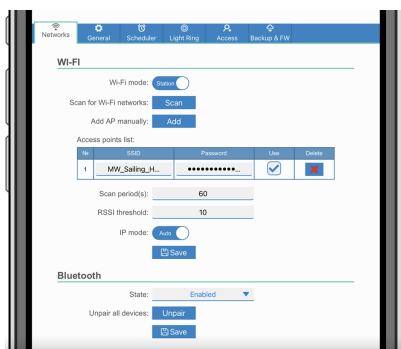 Networks General Scheduler Light Ring Access Backup & FW
WI-FI
Wi-Fi mode: Station
Scan for Wi-Fi networks: Scan
Add AP manually: Add
Access points list:
№ SSID Password Use Delete
1 MW_Sailing_H... •••••••••••...
Scan period(s): 60
RSSI threshold: 10
IP mode: Auto
Save
Bluetooth
State: Enabled
Unpair all devices: Unpair
Save